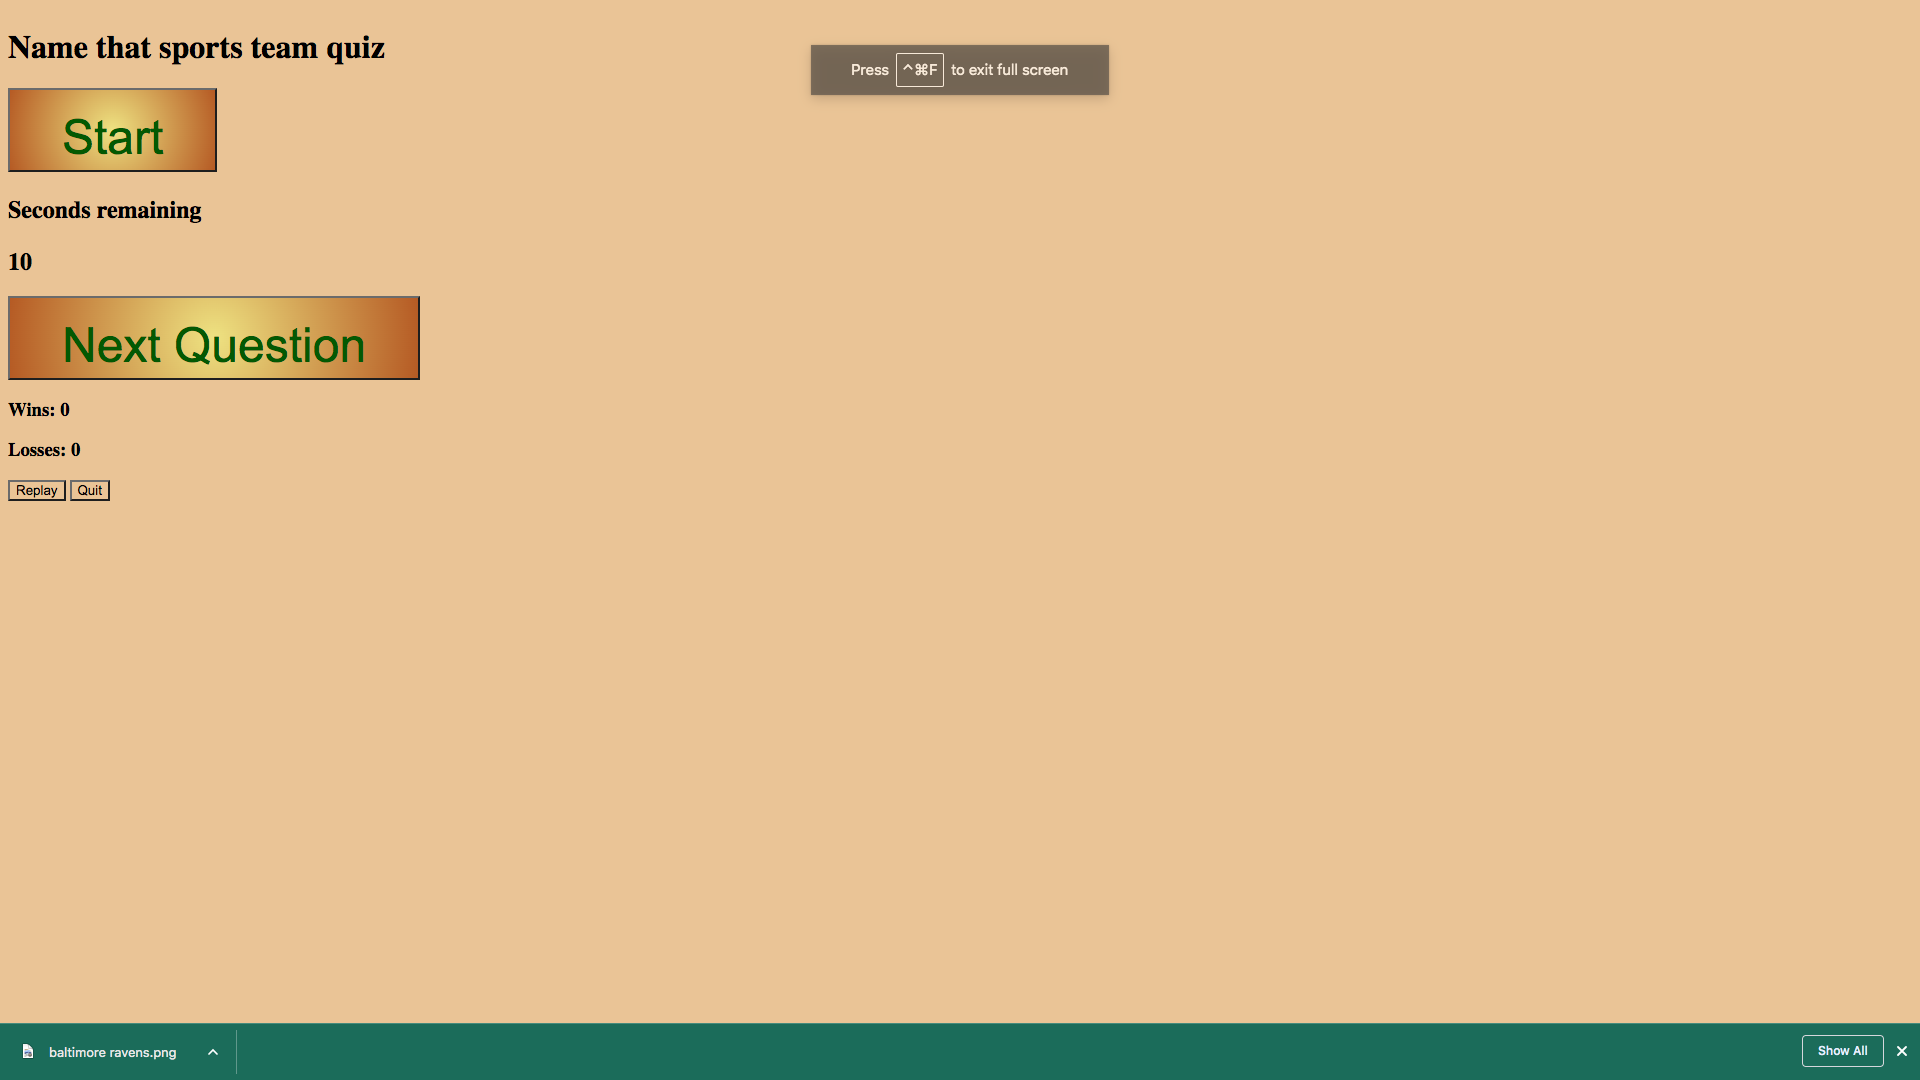 Name that sports team quiz
Press ^⌘F to exit full screen
Start
Seconds remaining
10
Next Question
Wins: 0
Losses: 0
Replay Quit
baltimore ravens.png
Show All